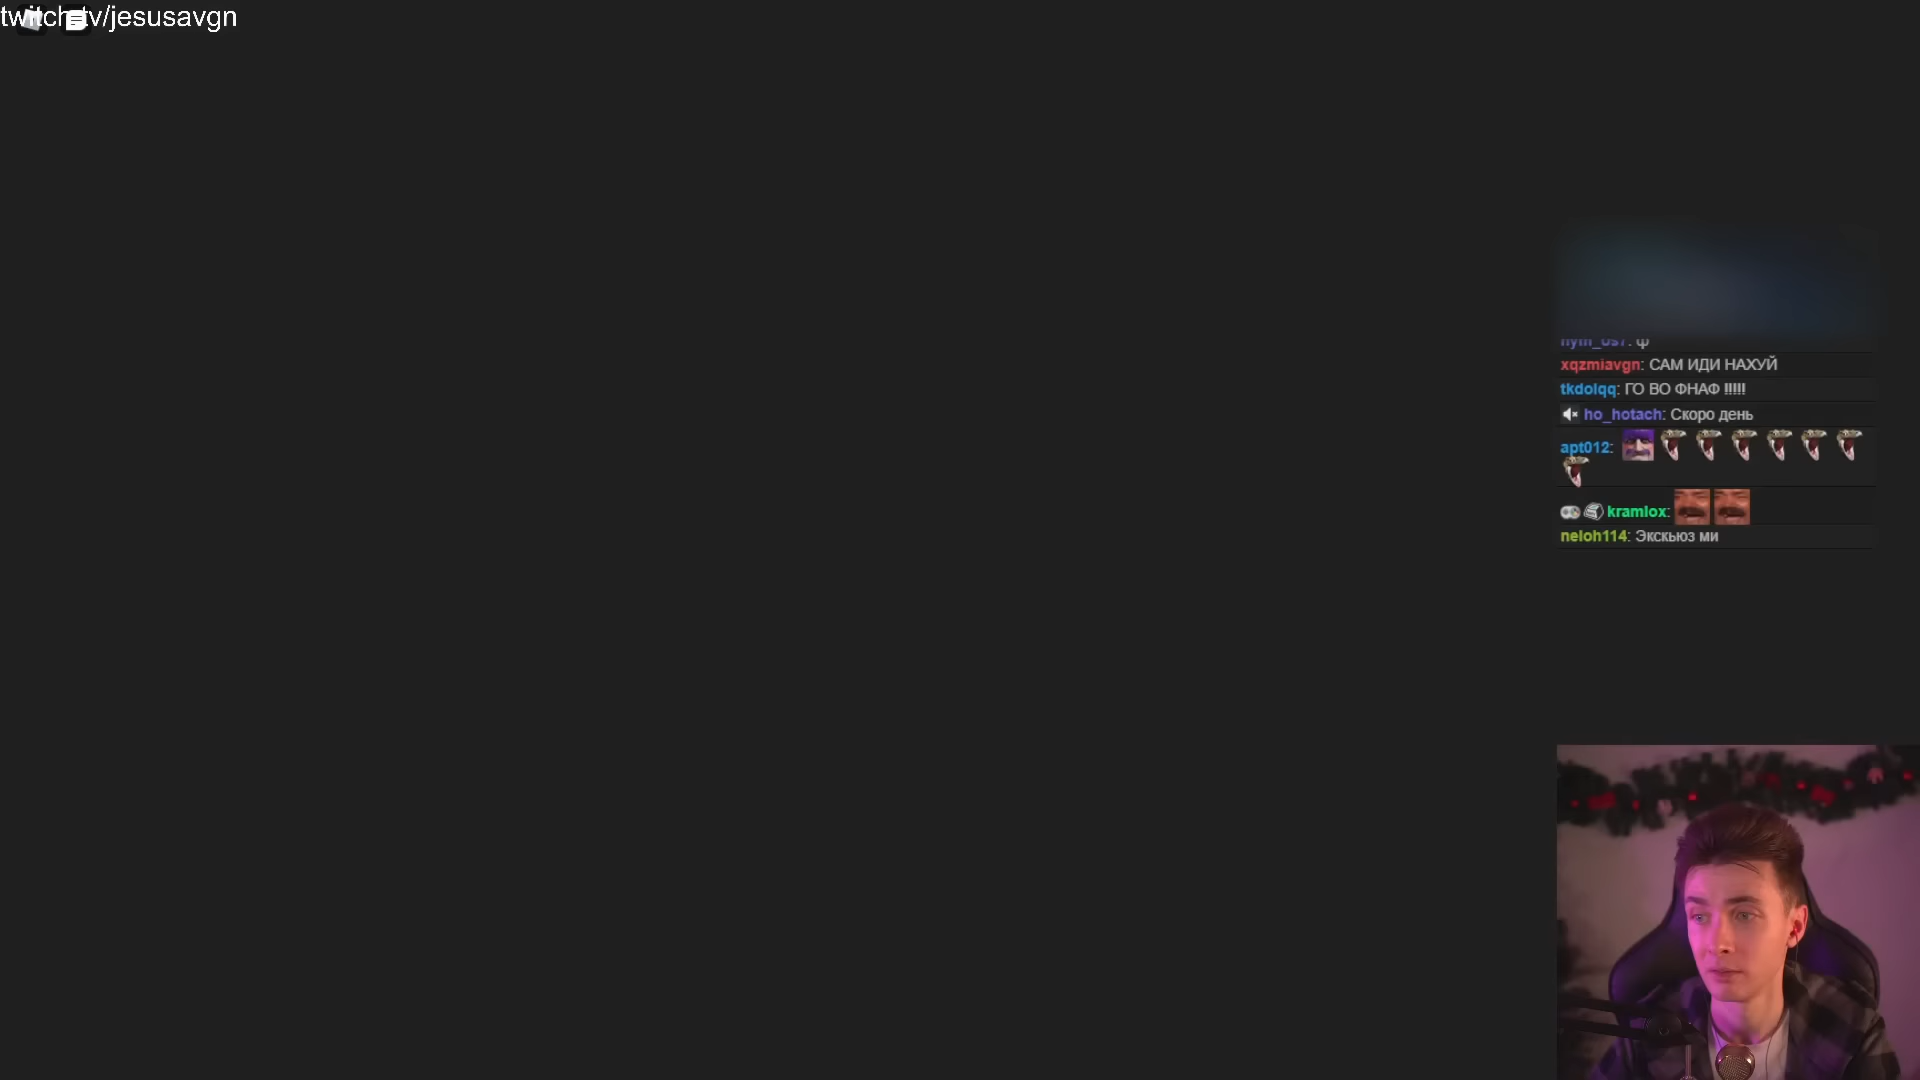 twitch.tv/jesusavgn
xqzmiavgn: САМ ИДИ НАХУЙ
tkdolqq: ГО ВО ФНАФ !!!!!
ho_hotach: Скоро день
apt012:
kramlox:
neloh114: Экскьюз ми